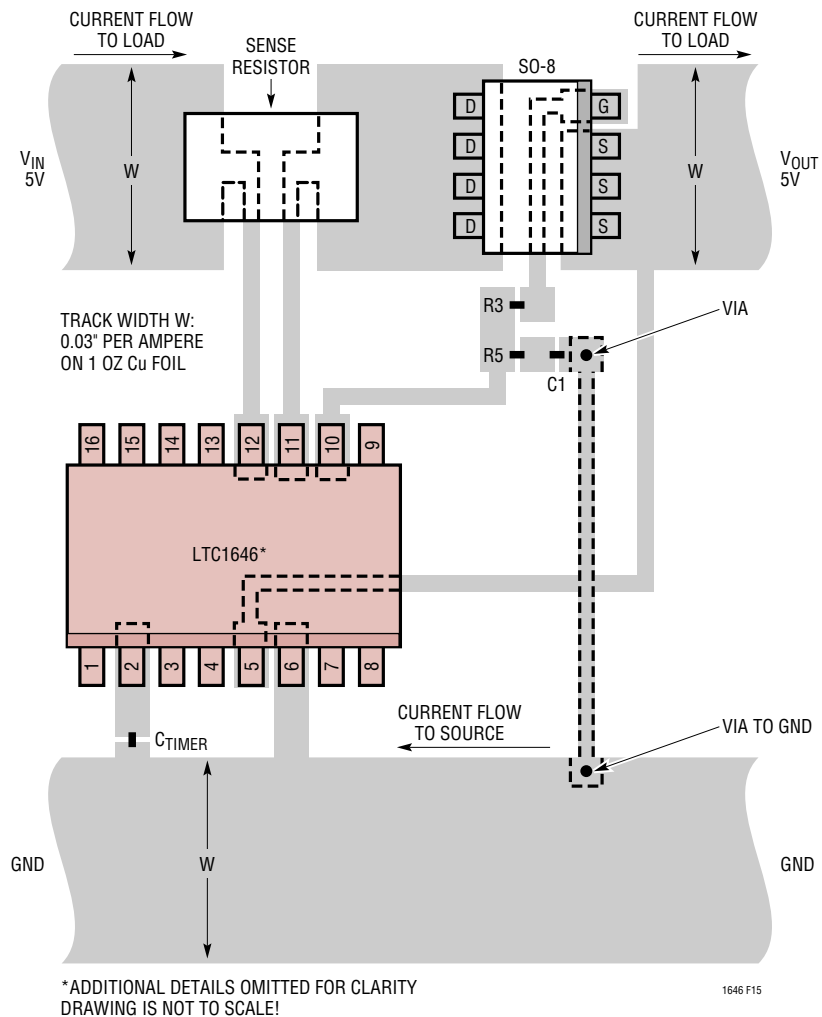 CURRENT FLOW
TO LOAD
SENSE
RESISTOR
SO-8
CURRENT FLOW
TO LOAD
VIN
5V
W
D
D
D
D
G
S
S
S
W
VOUT
5V
TRACK WIDTH W:
0.03" PER AMPERE
ON 1 OZ Cu FOIL
R3
R5
C1
VIA
16
15
14
13
12
11
10
9
LTC1646*
1
2
3
4
5
6
7
8
CTIMER
CURRENT FLOW
TO SOURCE
VIA TO GND
GND
W
GND
*ADDITIONAL DETAILS OMITTED FOR CLARITY
DRAWING IS NOT TO SCALE!
1646 F15